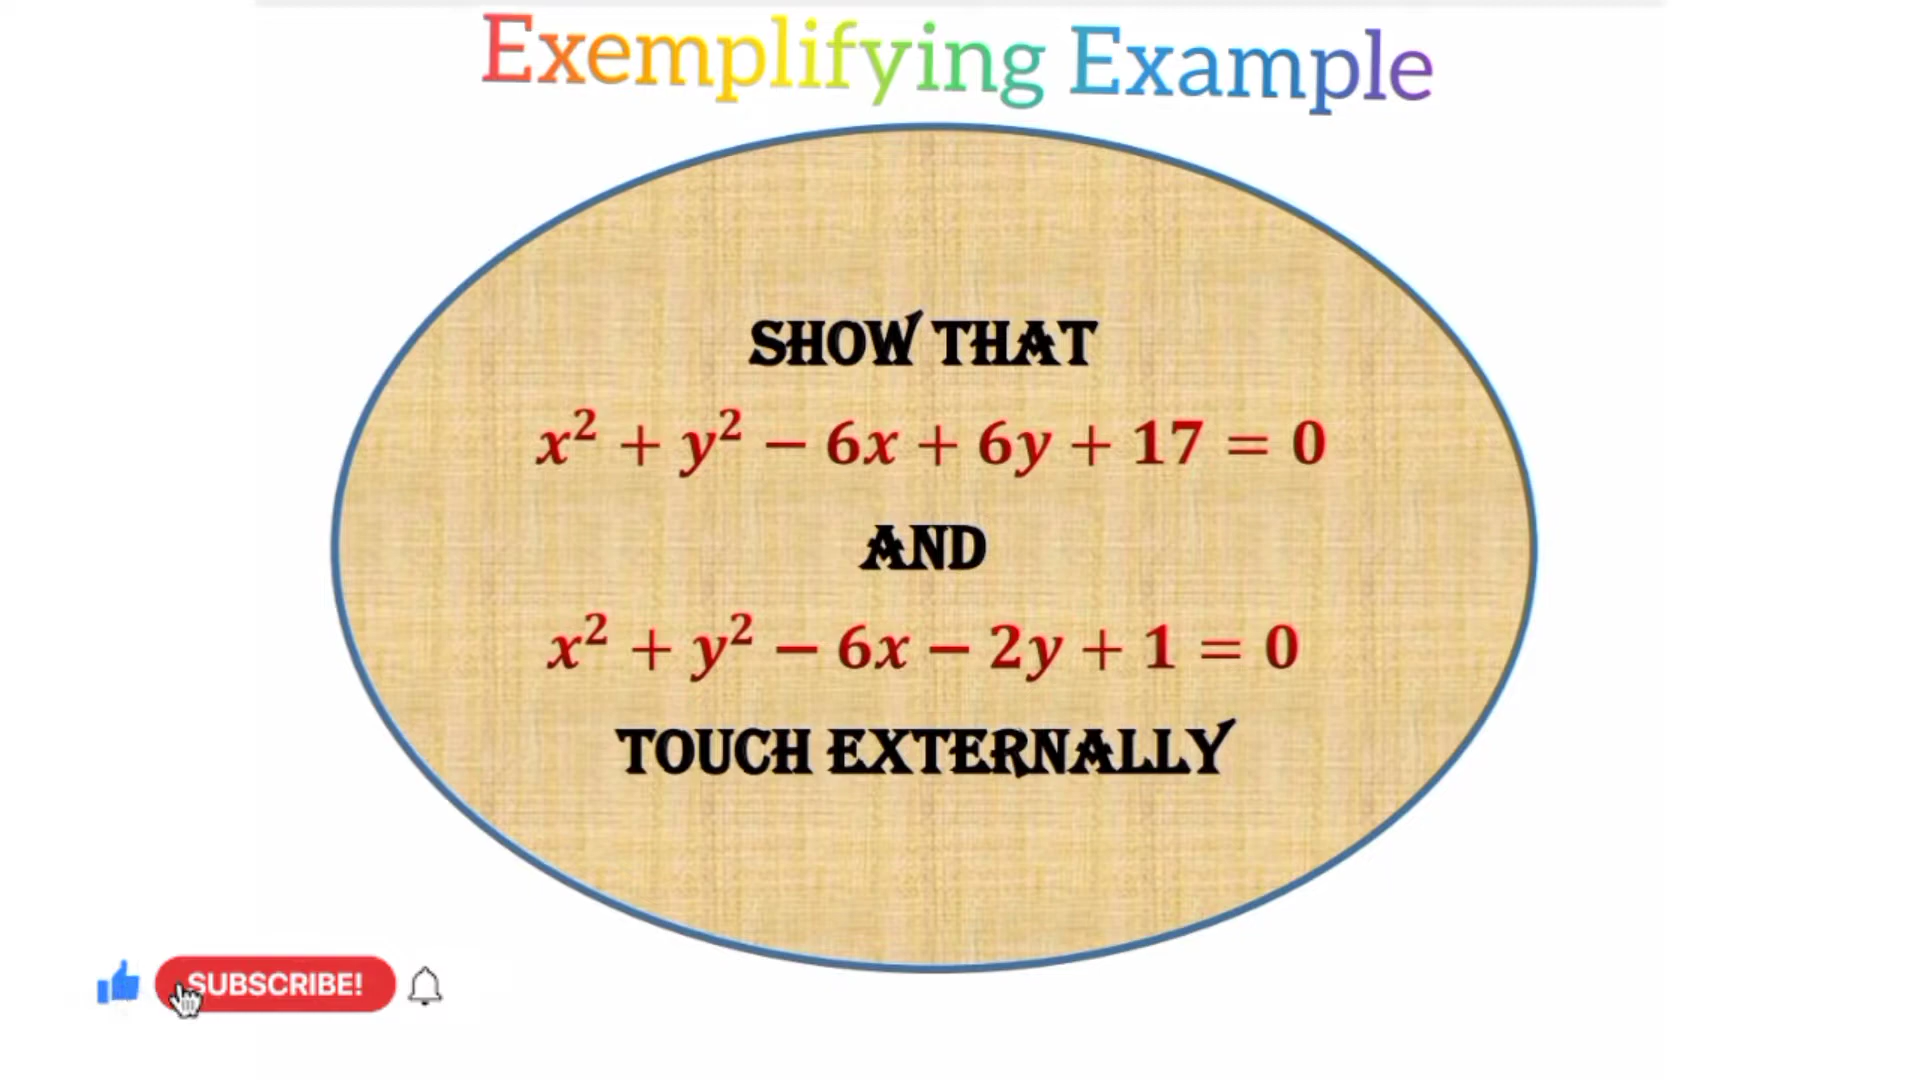 Exemplifying Example
SHOW THAT
x² + y² − 6x + 6y + 17 = 0
AND
x² + y² − 6x − 2y + 1 = 0
TOUCH EXTERNALLY
SUBSCRIBE!